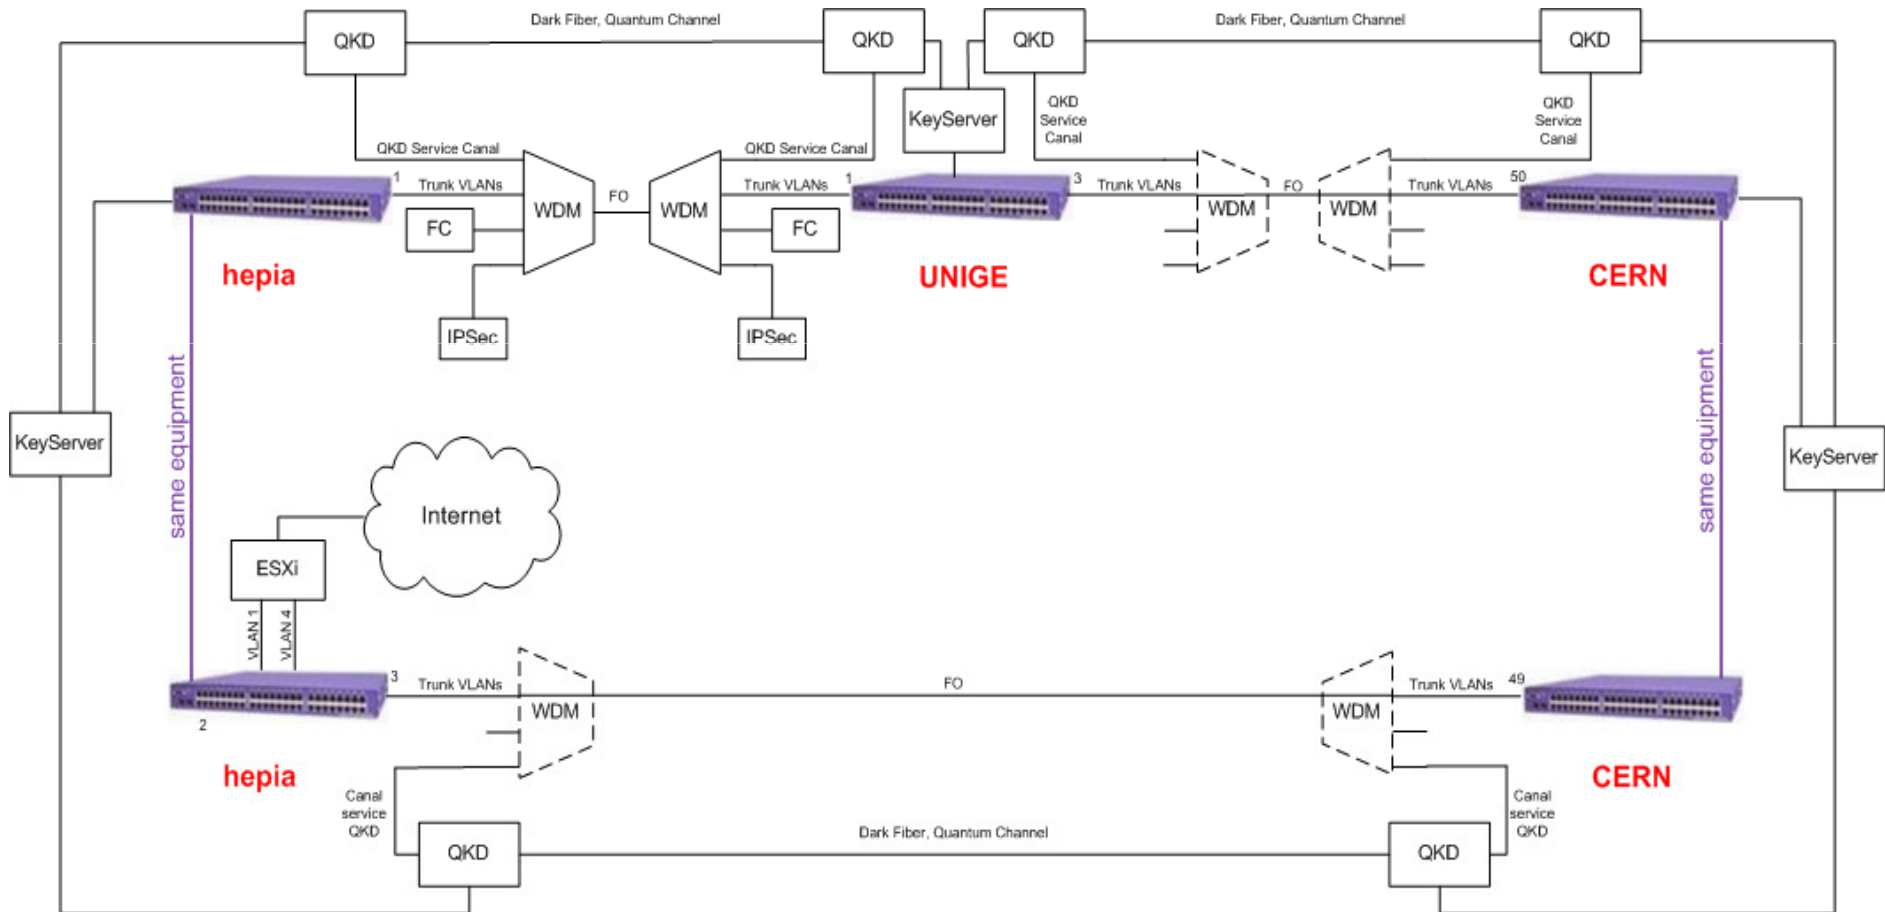 Dark Fiber, Quantum Channel
Dark Fiber, Quantum Channel
QKD
QKD
QKD
QKD
KeyServer
QKD
Service
Canal
QKD
Service
Canal
QKD Service Canal
QKD Service Canal
1
Trunk VLANs
FO
Trunk VLANs
1
3
Trunk VLANs
FO
Trunk VLANs
50
WDM
WDM
WDM
WDM
FC
FC
hepia
UNIGE
CERN
IPSec
IPSec
same equipment
same equipment
KeyServer
KeyServer
Internet
ESXi
VLAN 1
VLAN 4
3
Trunk VLANs
FO
Trunk VLANs
49
WDM
WDM
2
hepia
CERN
Canal
service
QKD
Canal
service
QKD
Dark Fiber, Quantum Channel
QKD
QKD